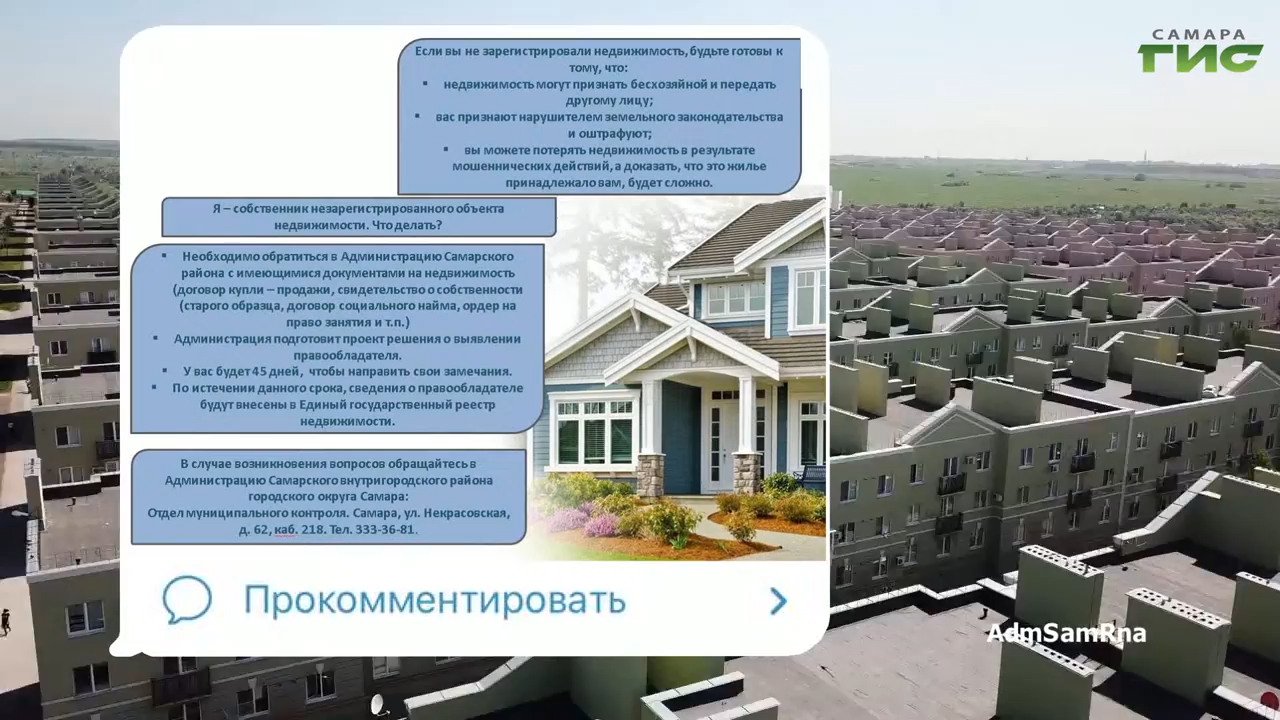 САМАРА
ГИС
Если вы не зарегистрировали недвижимость, будьте готовы к
тому, что:
▪ недвижимость могут признать бесхозяйной и передать
другому лицу;
▪ вас признают нарушителем земельного законодательства
и оштрафуют;
▪ вы можете потерять недвижимость в результате
мошеннических действий, а доказать, что это жилье
принадлежало вам, будет сложно.
Я – собственник незарегистрированного объекта
недвижимости. Что делать?
▪ Необходимо обратиться в Администрацию Самарского
района с имеющимися документами на недвижимость
(договор купли – продажи, свидетельство о собственности
(старого образца, договор социального найма, ордер на
право занятия и т.п.)
▪ Администрация подготовит проект решения о выявлении
правообладателя.
▪ У вас будет 45 дней, чтобы направить свои замечания.
▪ По истечении данного срока, сведения о правообладателе
будут внесены в Единый государственный реестр
недвижимости.
В случае возникновения вопросов обращайтесь в
Администрацию Самарского внутригородского района
городского округа Самара:
Отдел муниципального контроля. Самара, ул. Некрасовская,
д. 62, каб. 218. Тел. 333-36-81.
Прокомментировать
AdmSamRna